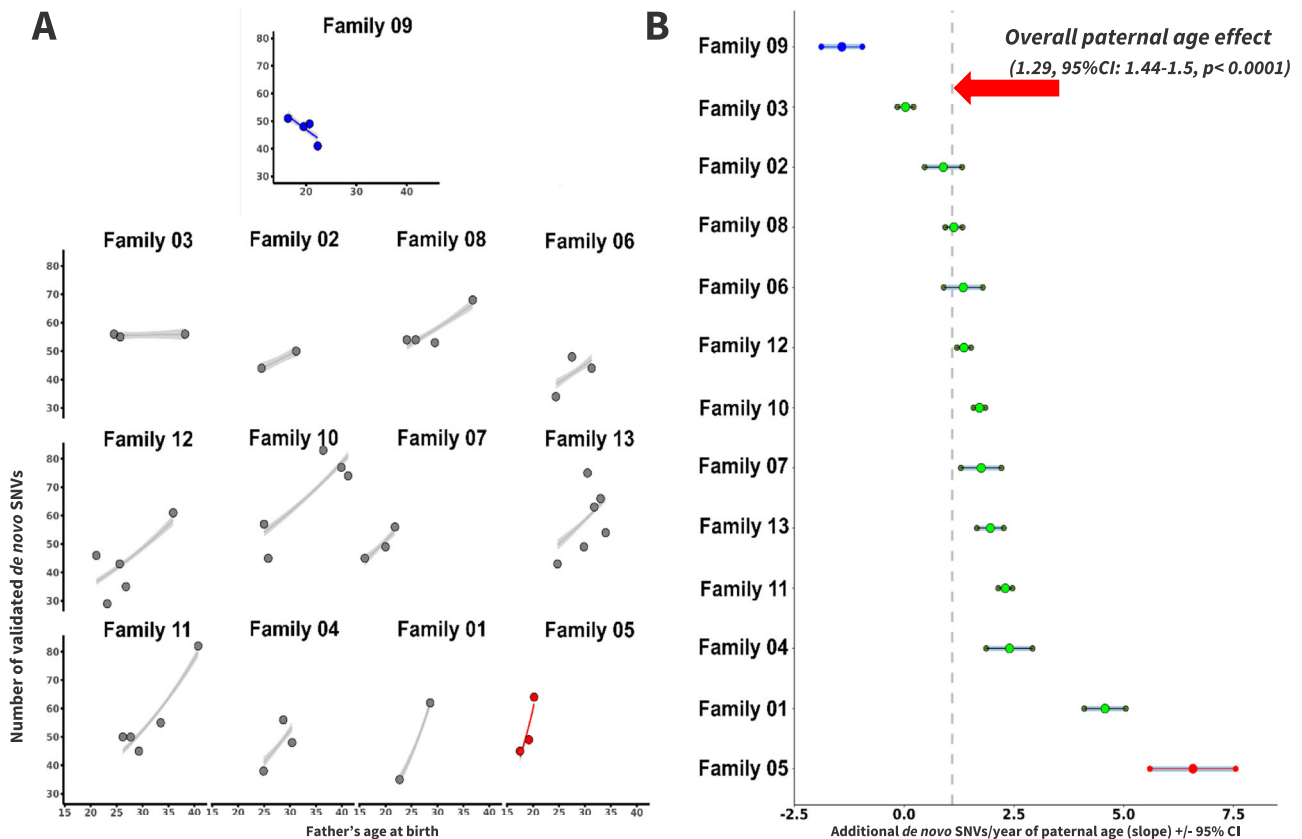 A
Family 09
80
70
60
50
40
30
20 30 40
Family 03 Family 02 Family 08 Family 06
80
70
60
50
40
30
Family 12 Family 10 Family 07 Family 13
80
70
60
50
40
30
Family 11 Family 04 Family 01 Family 05
80
70
60
50
40
30
15 20 25 30 35 40 15 20 25 30 35 40 15 20 25 30 35 40 15 20 25 30 35 40
Number of validated de novo SNVs
Father's age at birth
B
Overall paternal age effect
(1.29, 95%CI: 1.44-1.5, p< 0.0001)
Family 09
Family 03
Family 02
Family 08
Family 06
Family 12
Family 10
Family 07
Family 13
Family 11
Family 04
Family 01
Family 05
-2.5 0.0 2.5 5.0 7.5
Additional de novo SNVs/year of paternal age (slope) +/- 95% CI